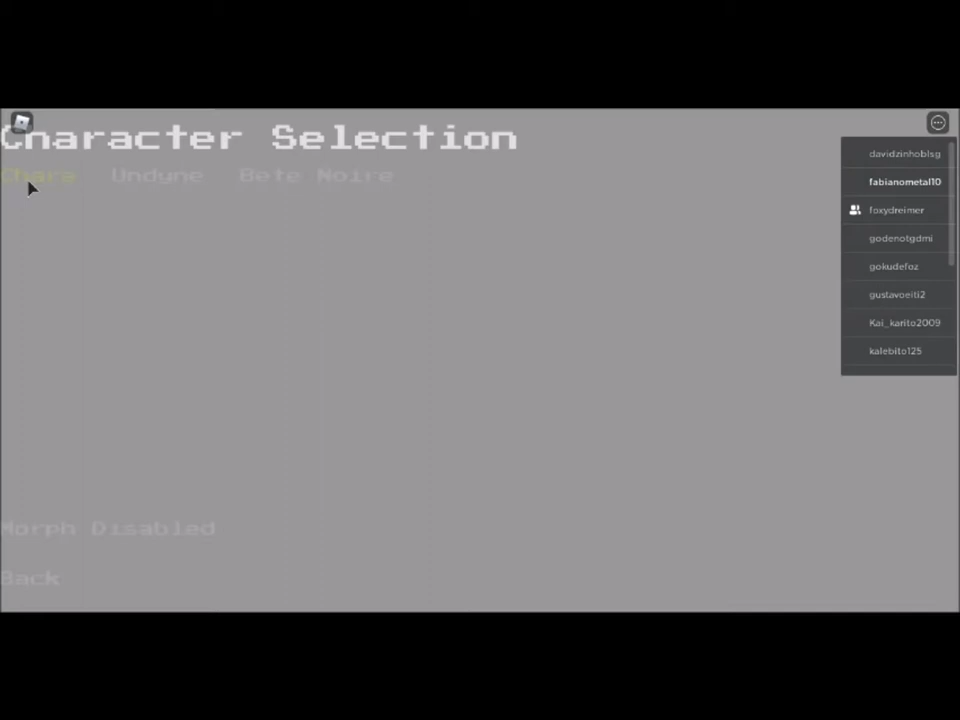 Character Selection
Chara Undyne Bete Noire
Morph Disabled
Back
davidzinhoblsg
fabianometal10
foxydreimer
godenotgdmi
gokudefoz
gustavoeiti2
Kai_karito2009
kalebito125